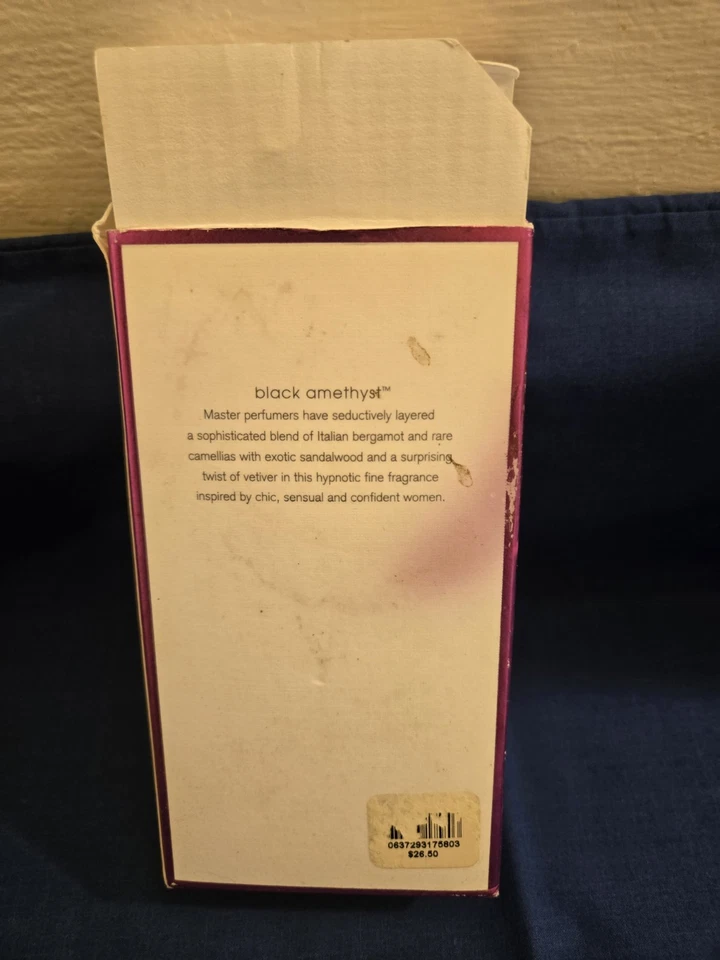 black amethyst™
Master perfumers have seductively layered
a sophisticated blend of Italian bergamot and rare
camellias with exotic sandalwood and a surprising
twist of vetiver in this hypnotic fine fragrance
inspired by chic, sensual and confident women.
0637293175803
$26.50